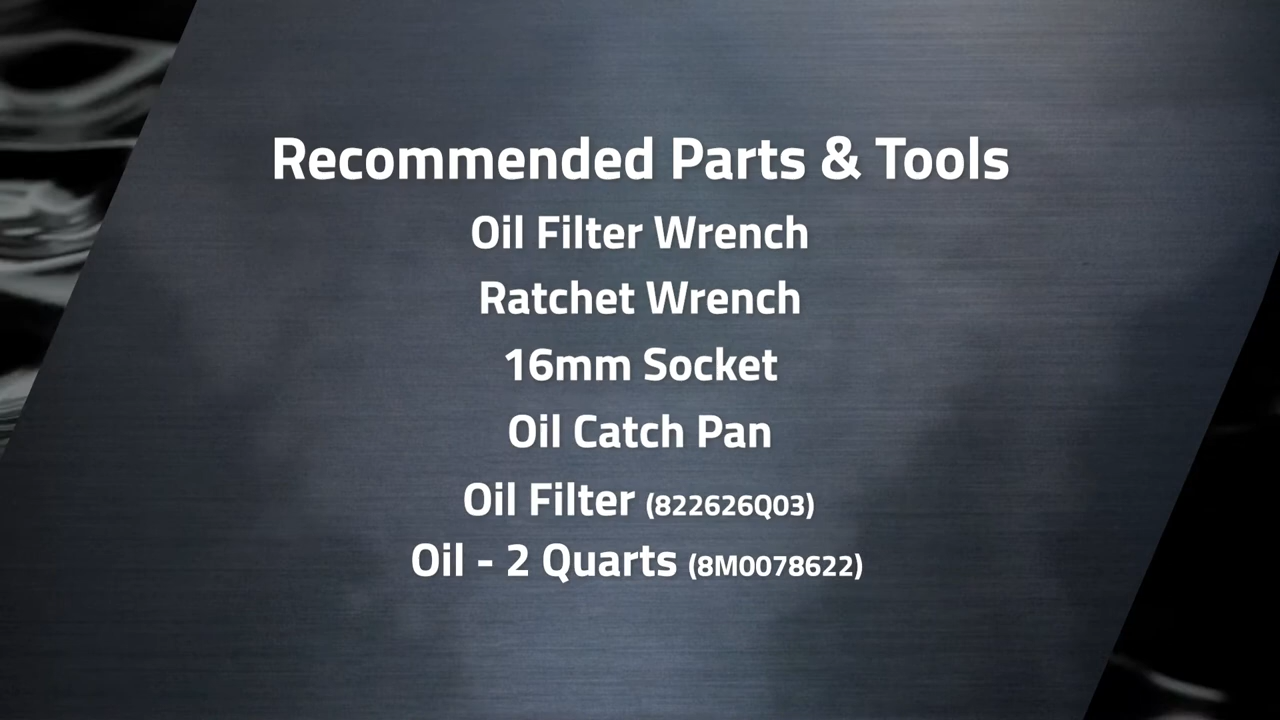 Recommended Parts & Tools
Oil Filter Wrench
Ratchet Wrench
16mm Socket
Oil Catch Pan
Oil Filter (822626Q03)
Oil - 2 Quarts (8M0078622)